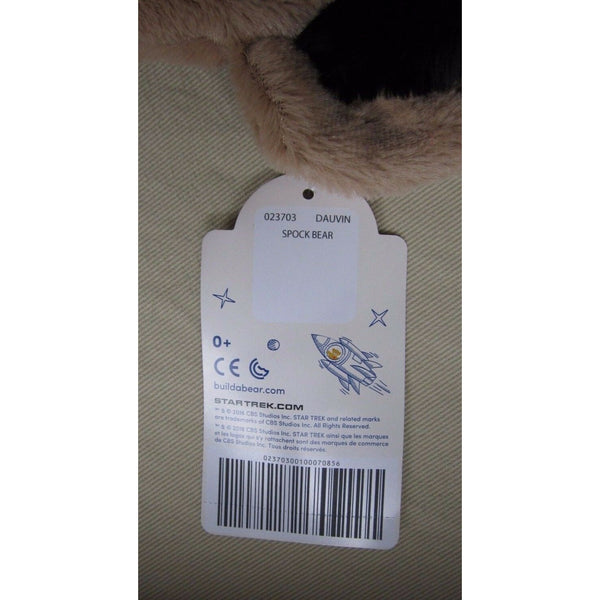 023703 DAUVIN
SPOCK BEAR
0+
CE
buildabear.com
STARTREK.COM
™ & © 2016 CBS Studios Inc. STAR TREK and related marks
are trademarks of CBS Studios Inc. All Rights Reserved.
™ & © 2016 CBS Studios Inc. STAR TREK ainsi que les marques
et les logos qui s'y rattachent sont des marques de commerce
de CBS Studios Inc. Tous droits réservés.
02370300100070856